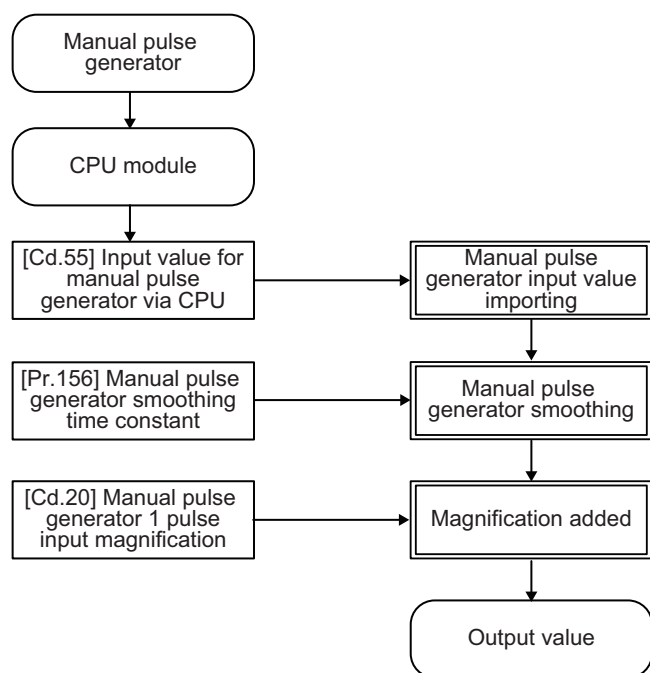 Manual pulse
generator
CPU module
[Cd.55] Input value for
manual pulse
generator via CPU
Manual pulse
generator input value
importing
[Pr.156] Manual pulse
generator smoothing
time constant
Manual pulse
generator smoothing
[Cd.20] Manual pulse
generator 1 pulse
input magnification
Magnification added
Output value